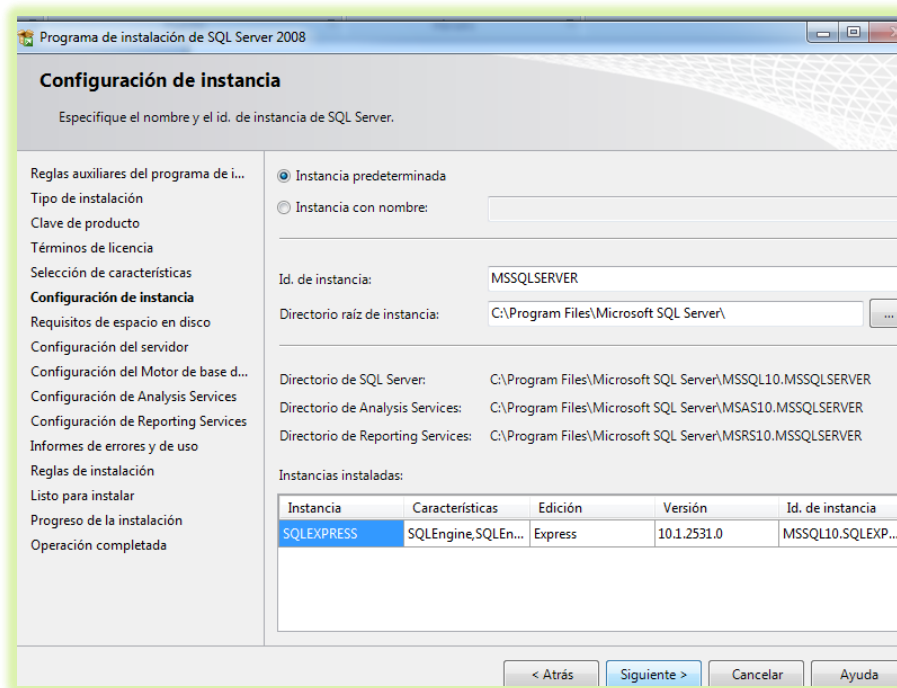 Programa de instalación de SQL Server 2008
Configuración de instancia
Especifique el nombre y el id. de instancia de SQL Server.
Reglas auxiliares del programa de i...
Tipo de instalación
Clave de producto
Términos de licencia
Selección de características
Configuración de instancia
Requisitos de espacio en disco
Configuración del servidor
Configuración del Motor de base d...
Configuración de Analysis Services
Configuración de Reporting Services
Informes de errores y de uso
Reglas de instalación
Listo para instalar
Progreso de la instalación
Operación completada
Instancia predeterminada
Instancia con nombre:
Id. de instancia: MSSQLSERVER
Directorio raíz de instancia: C:\Program Files\Microsoft SQL Server\ ...
Directorio de SQL Server: C:\Program Files\Microsoft SQL Server\MSSQL10.MSSQLSERVER
Directorio de Analysis Services: C:\Program Files\Microsoft SQL Server\MSAS10.MSSQLSERVER
Directorio de Reporting Services: C:\Program Files\Microsoft SQL Server\MSRS10.MSSQLSERVER
Instancias instaladas:
Instancia Características Edición Versión Id. de instancia
SQLEXPRESS SQLEngine,SQLEn... Express 10.1.2531.0 MSSQL10.SQLEXP...
< Atrás Siguiente > Cancelar Ayuda